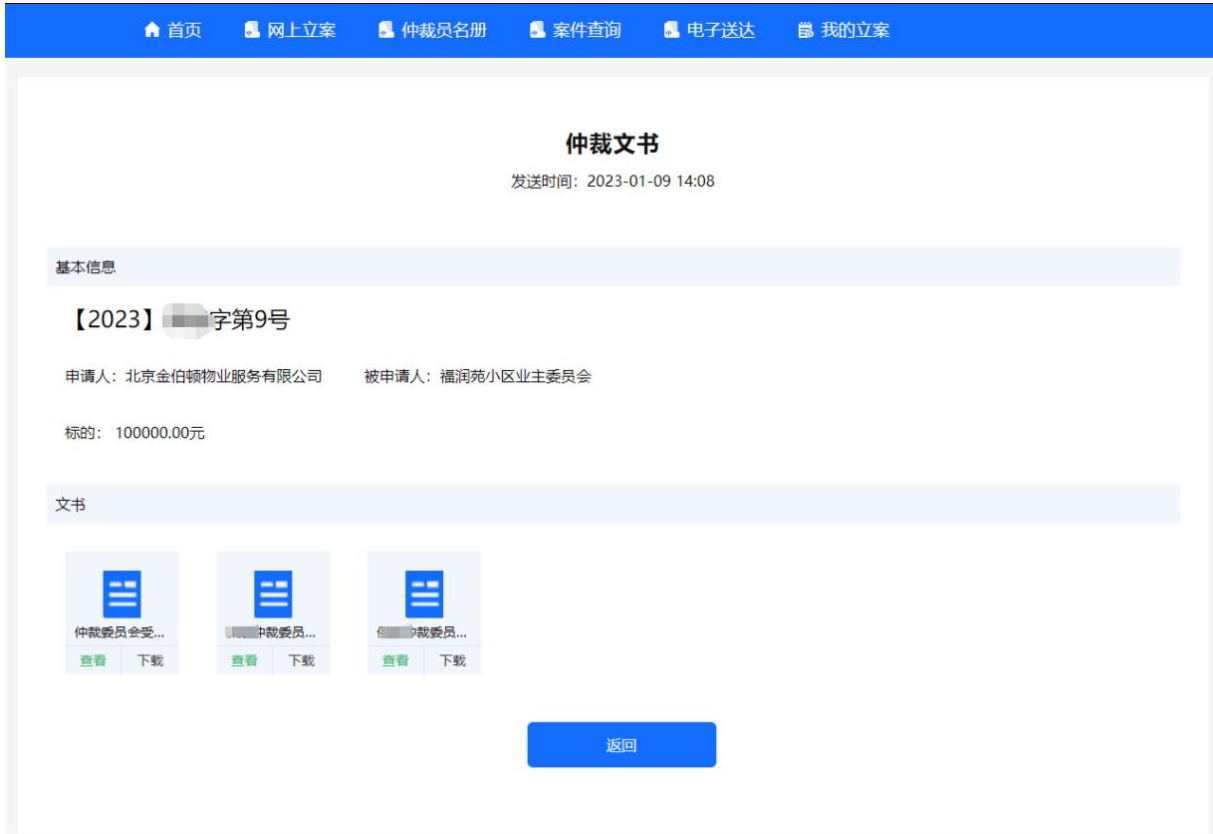 首页 网上立案 仲裁员名册 案件查询 电子送达 我的立案
仲裁文书
发送时间：2023-01-09 14:08
基本信息
【2023】 字第9号
申请人：北京金伯顿物业服务有限公司 被申请人：福润苑小区业主委员会
标的： 100000.00元
文书
仲裁委员会受... 仲裁委员... 仲裁委员...
查看 下载 查看 下载 查看 下载
返回